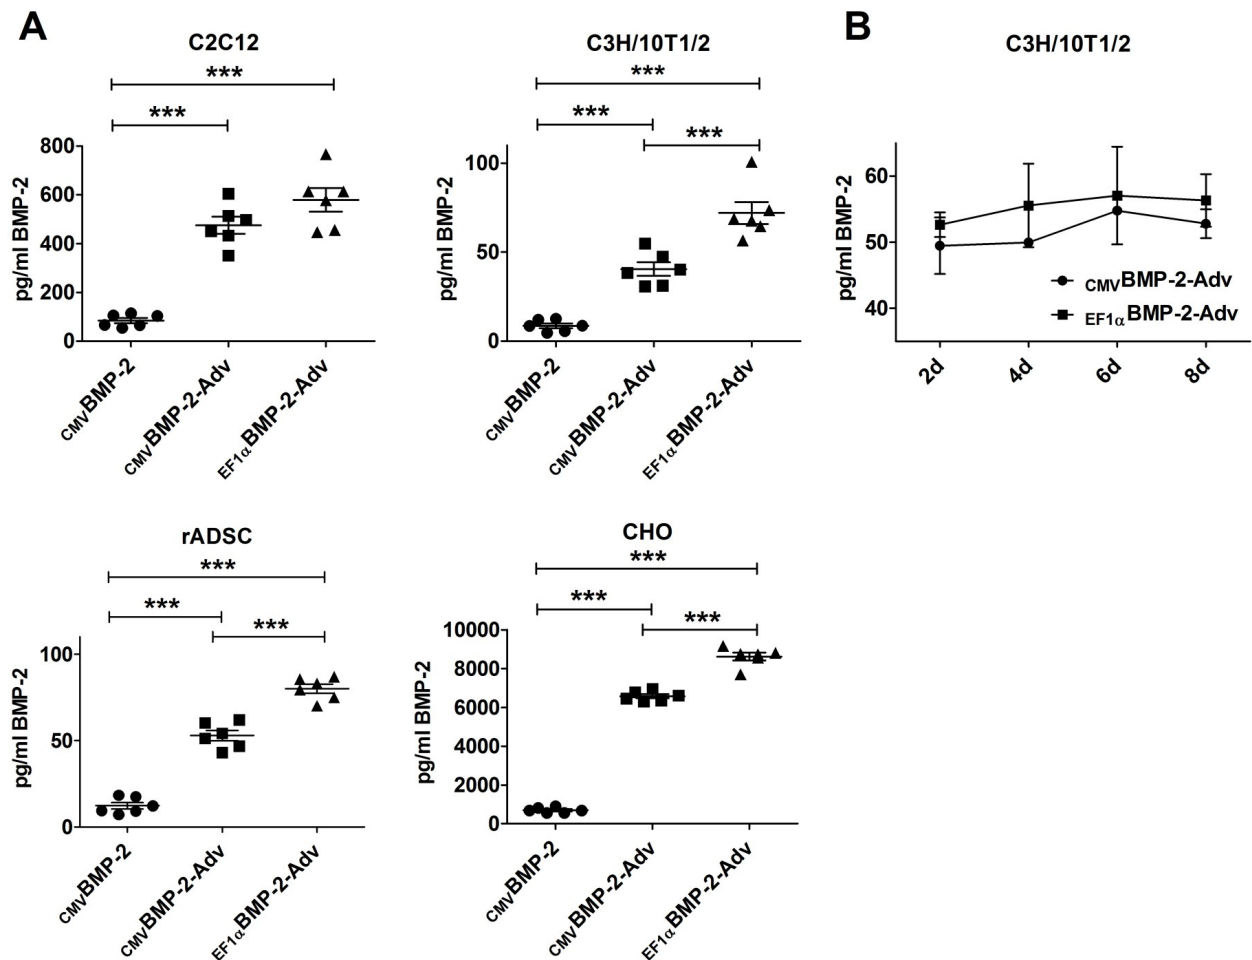 A
C2C12
***
***
pg/ml BMP-2
800
600
400
200
0
CMVBMP-2
CMVBMP-2-Adv
EF1αBMP-2-Adv
C3H/10T1/2
***
***
***
pg/ml BMP-2
100
50
0
CMVBMP-2
CMVBMP-2-Adv
EF1αBMP-2-Adv
B
C3H/10T1/2
pg/ml BMP-2
60
50
40
CMVBMP-2-Adv
EF1αBMP-2-Adv
2d
4d
6d
8d
rADSC
***
***
***
pg/ml BMP-2
100
50
0
CMVBMP-2
CMVBMP-2-Adv
EF1αBMP-2-Adv
CHO
***
***
***
pg/ml BMP-2
10000
8000
6000
4000
2000
0
CMVBMP-2
CMVBMP-2-Adv
EF1αBMP-2-Adv